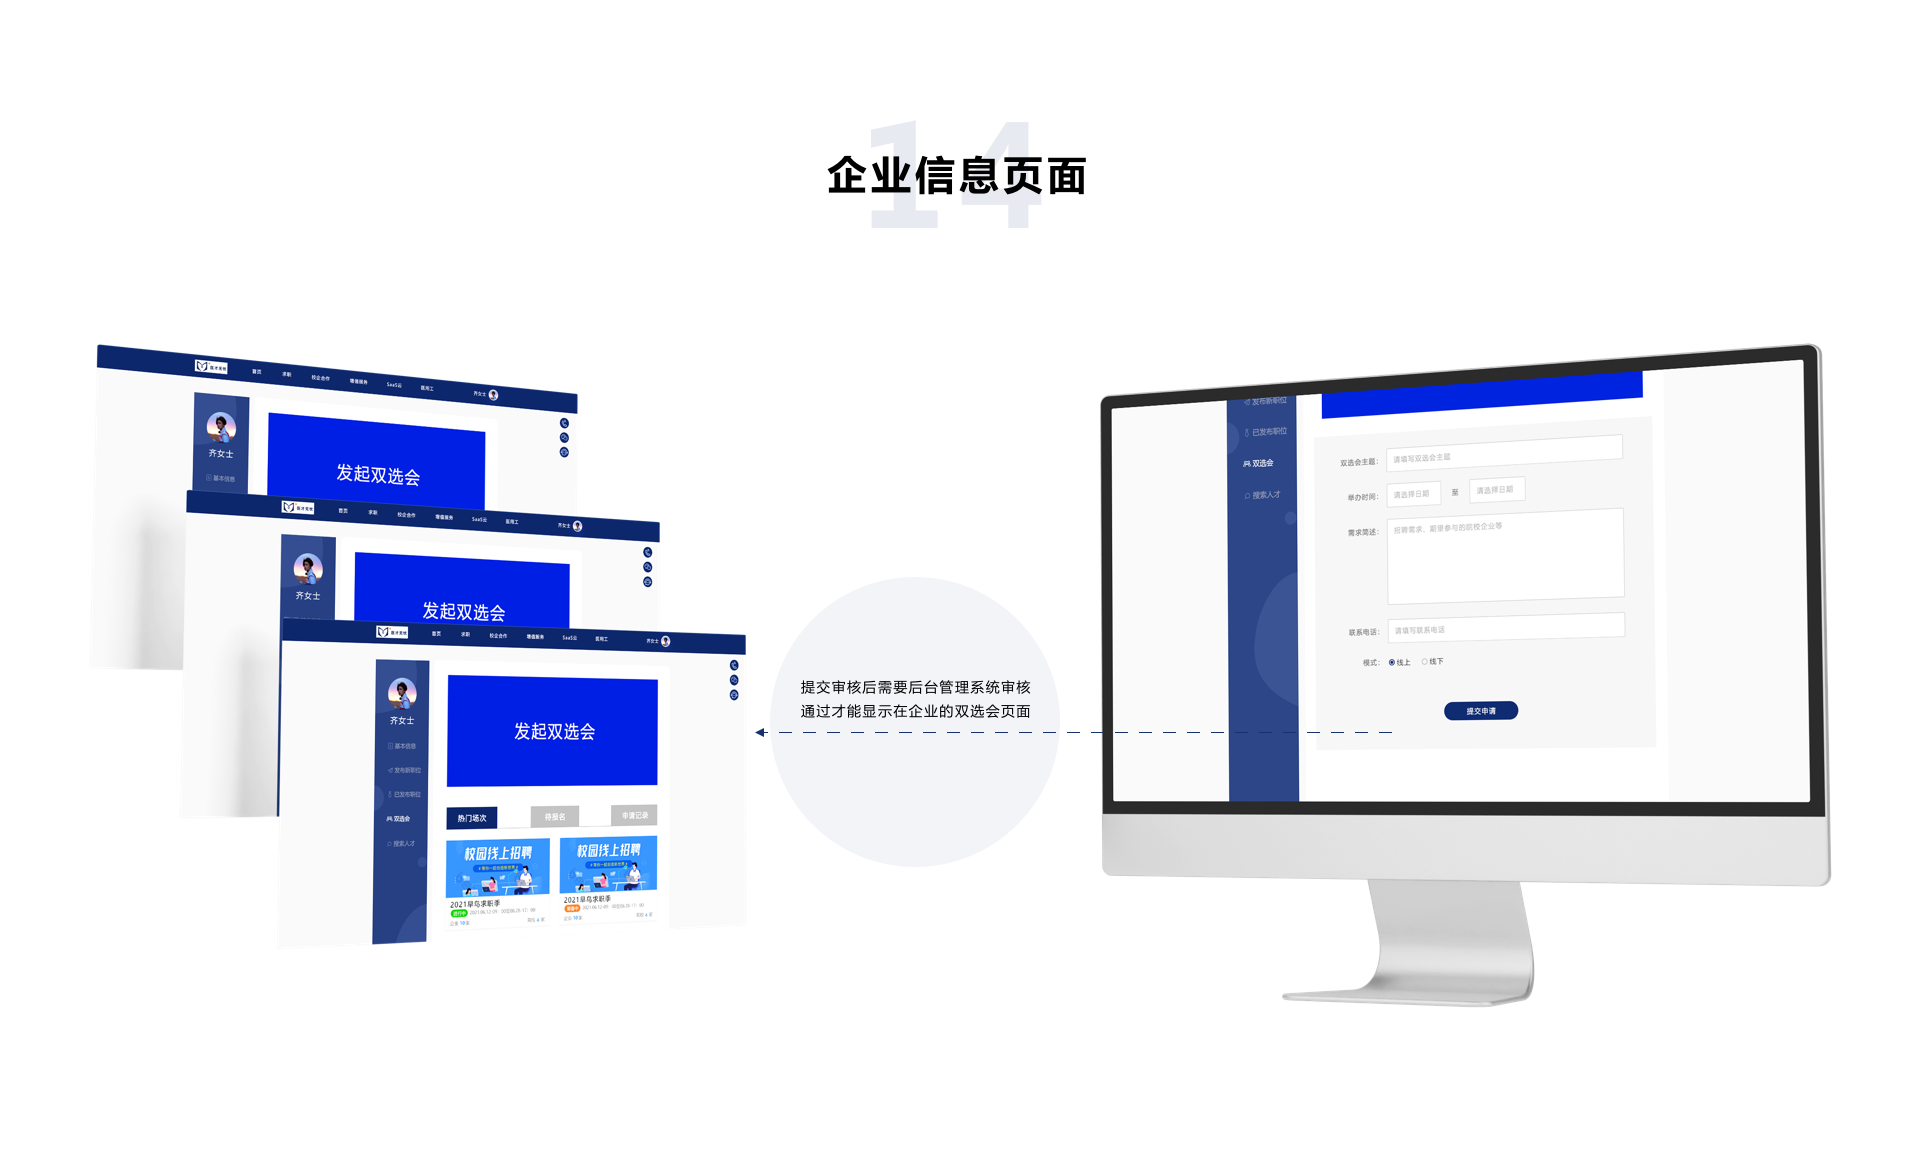 14
企业信息页面
首页 求职 校企合作 增值服务 SaaS云 医用工 齐女士
齐女士
基本信息
发起双选会
首页 求职 校企合作 增值服务 SaaS云 医用工 齐女士
齐女士
发起双选会
首页 求职 校企合作 增值服务 SaaS云 医用工 齐女士
齐女士
基本信息
发布新职位
已发布职位
双选会
搜索人才
发起双选会
热门场次 待报名 申请记录
校园线上招聘
2021早鸟求职季
进行中
校园线上招聘
2021早鸟求职季
提交审核后需要后台管理系统审核
通过才能显示在企业的双选会页面
发布新职位
已发布职位
双选会
搜索人才
双选会主题： 请填写双选会主题
举办时间： 请选择日期 至 请选择日期
需求简述： 招聘需求、期望参与的院校企业等
联系电话： 请填写联系电话
模式： 线上 线下
提交申请